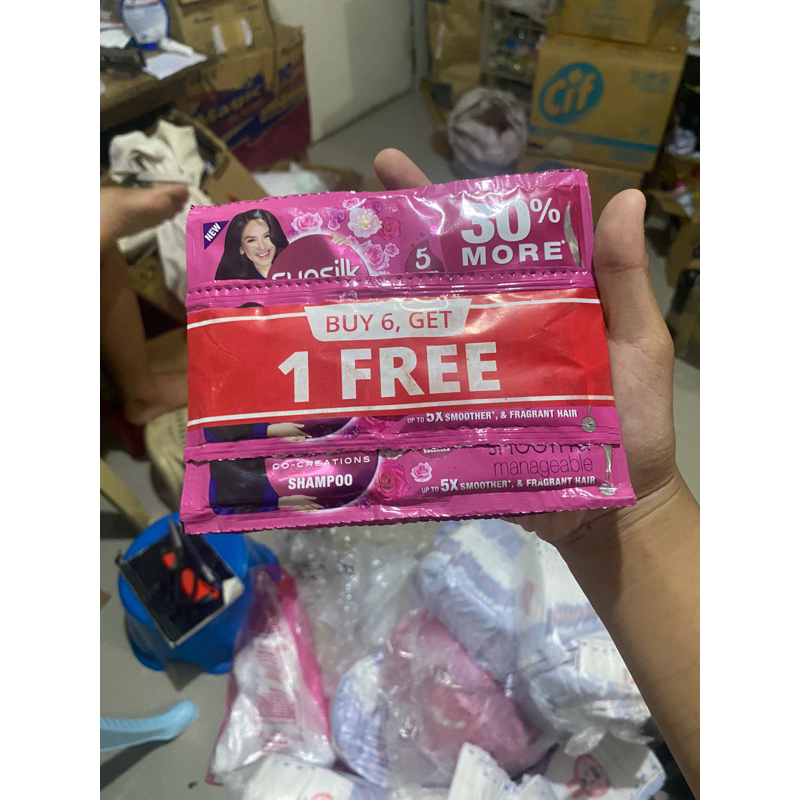 NEW
sunsilk
5
50%
MORE*
BUY 6, GET
1 FREE
UP TO 5X SMOOTHER*, & FRAGRANT HAIR
CO-CREATIONS
SHAMPOO
manageable
UP TO 5X SMOOTHER*, & FRAGRANT HAIR
Cif